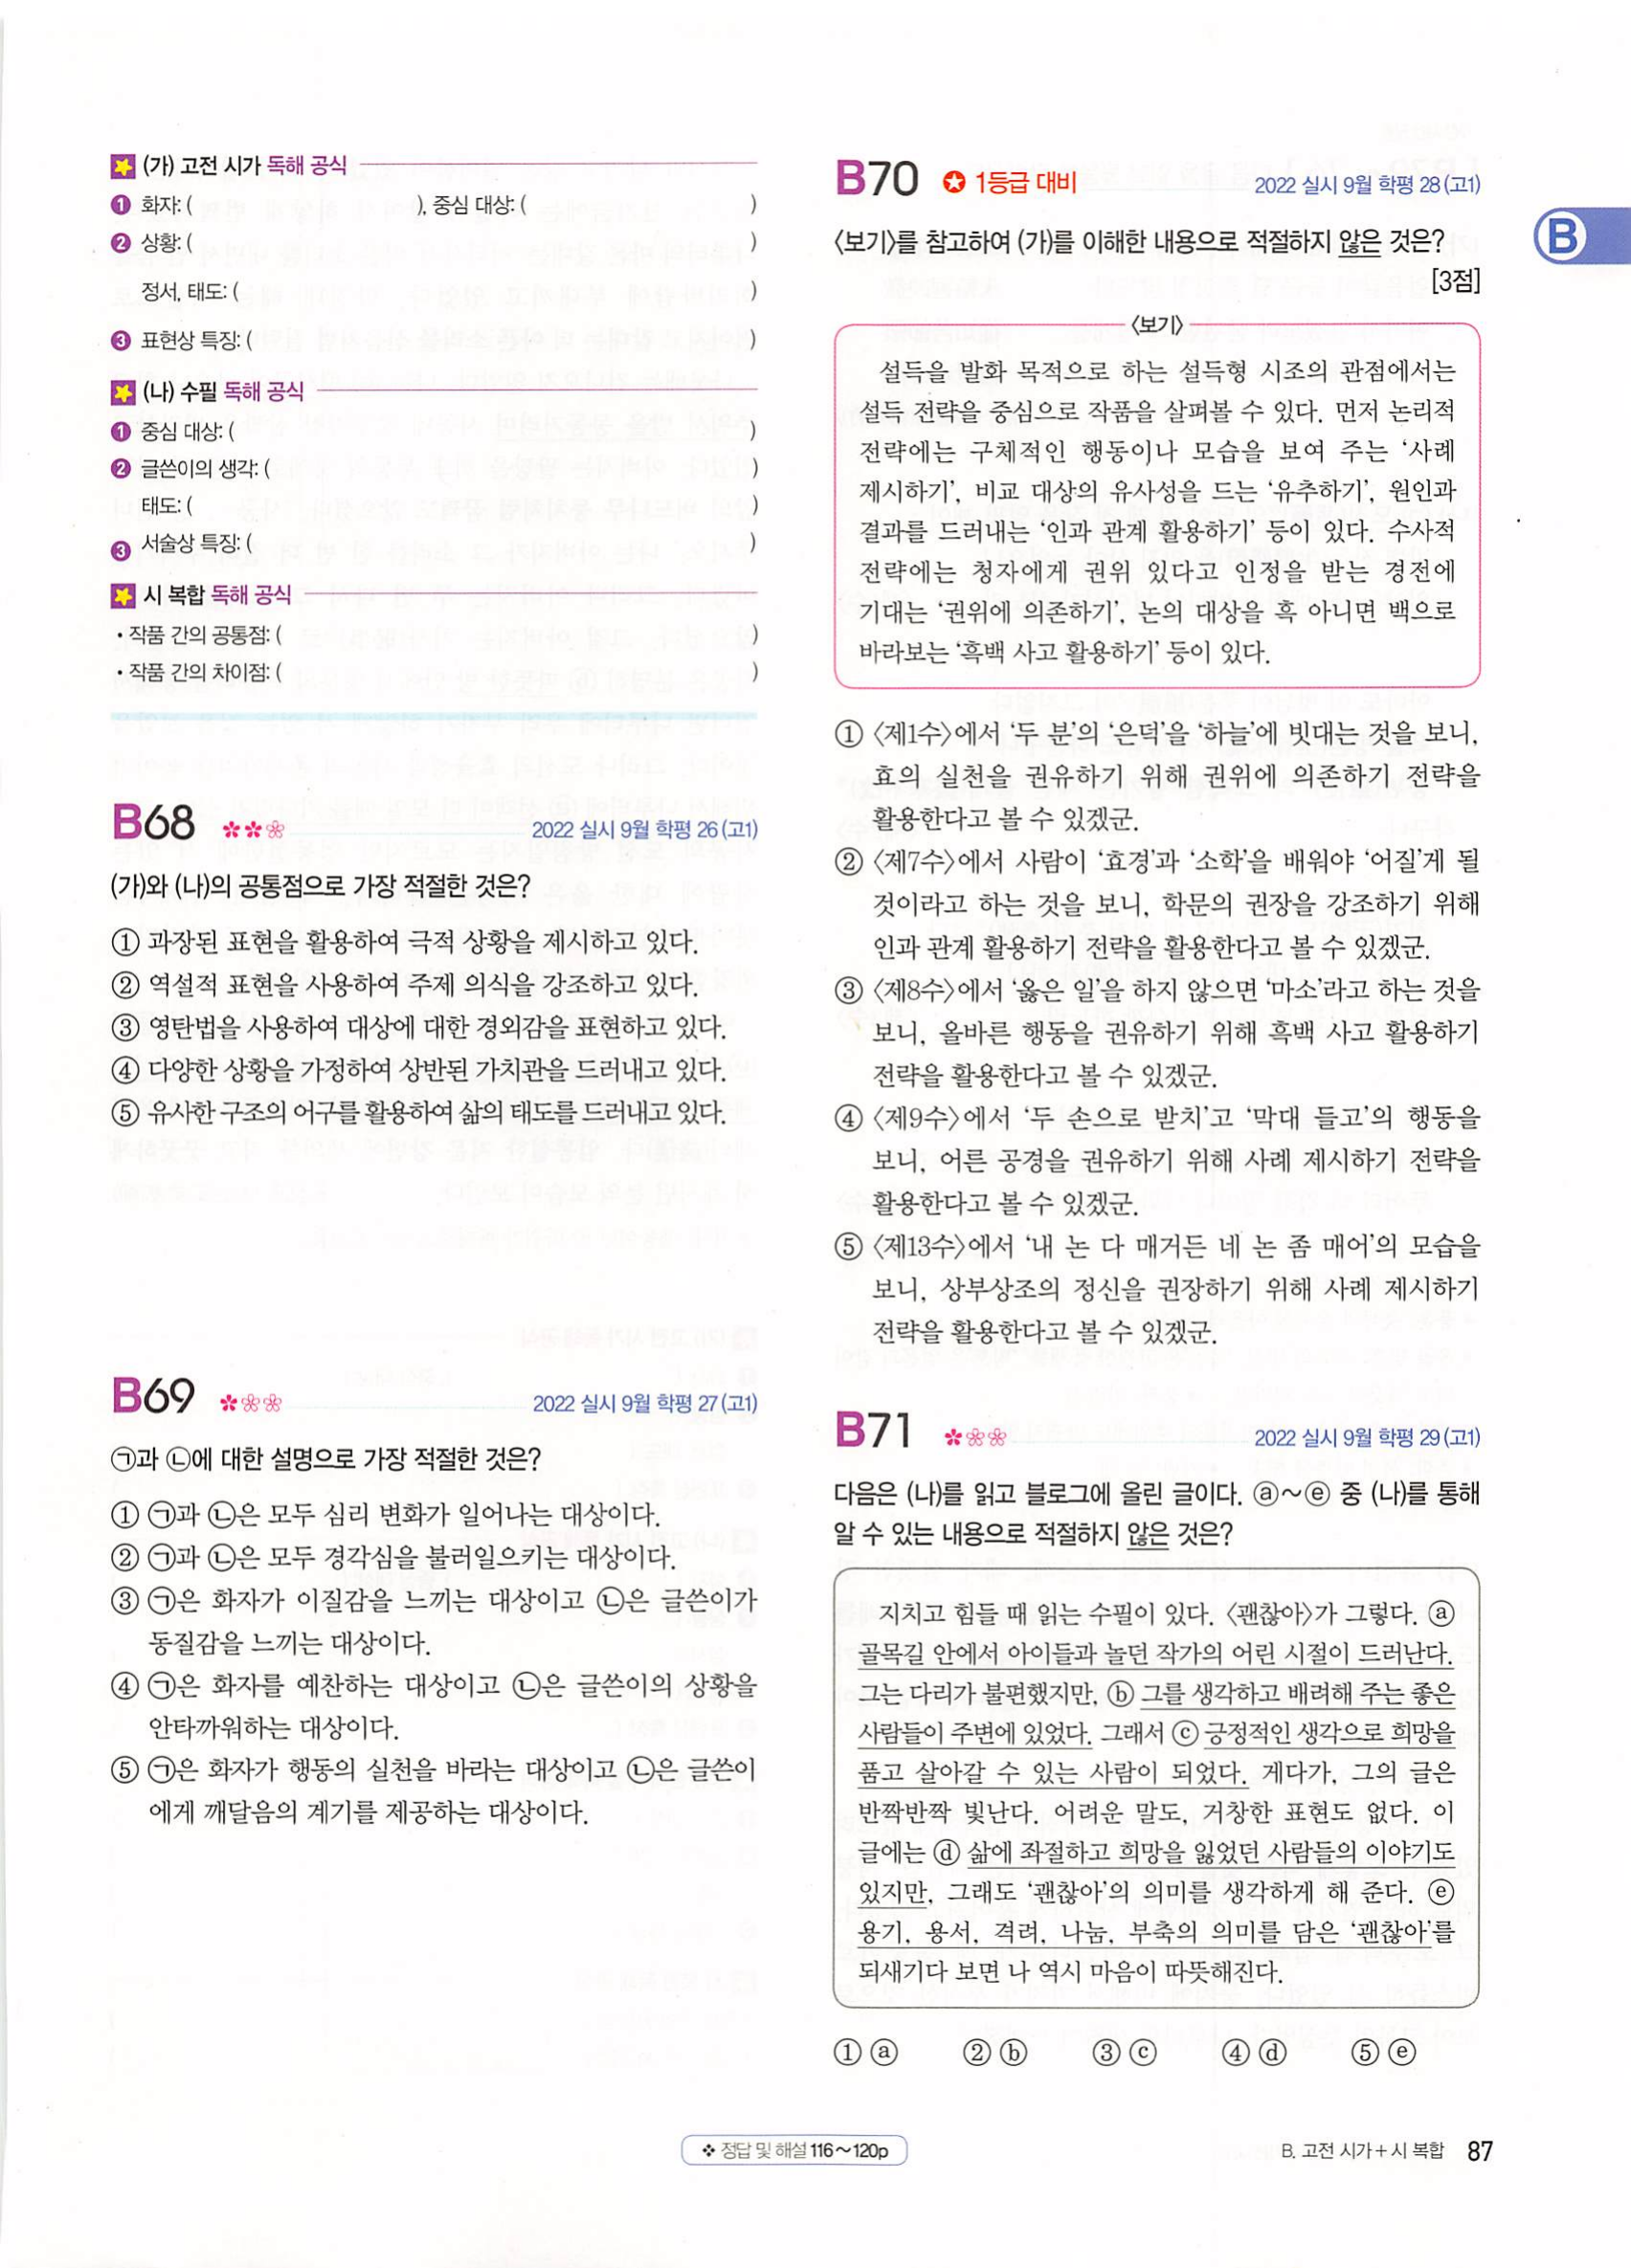 (가) 고전 시가 독해 공식
❶ 화자: (                    ), 중심 대상: (                    )
❷ 상황: (                    )
정서, 태도: (                    )
❸ 표현상 특징: (                    )
(나) 수필 독해 공식
❶ 중심 대상: (                    )
❷ 글쓴이의 생각: (                    )
태도: (                    )
❸ 서술상 특징: (                    )
시 복합 독해 공식
• 작품 간의 공통점: (                    )
• 작품 간의 차이점: (                    )
B68 2022 실시 9월 학평 26 (고1)
(가)와 (나)의 공통점으로 가장 적절한 것은?
① 과장된 표현을 활용하여 극적 상황을 제시하고 있다.
② 역설적 표현을 사용하여 주제 의식을 강조하고 있다.
③ 영탄법을 사용하여 대상에 대한 경외감을 표현하고 있다.
④ 다양한 상황을 가정하여 상반된 가치관을 드러내고 있다.
⑤ 유사한 구조의 어구를 활용하여 삶의 태도를 드러내고 있다.
B69 2022 실시 9월 학평 27 (고1)
㉠과 ㉡에 대한 설명으로 가장 적절한 것은?
① ㉠과 ㉡은 모두 심리 변화가 일어나는 대상이다.
② ㉠과 ㉡은 모두 경각심을 불러일으키는 대상이다.
③ ㉠은 화자가 이질감을 느끼는 대상이고 ㉡은 글쓴이가
동질감을 느끼는 대상이다.
④ ㉠은 화자를 예찬하는 대상이고 ㉡은 글쓴이의 상황을
안타까워하는 대상이다.
⑤ ㉠은 화자가 행동의 실천을 바라는 대상이고 ㉡은 글쓴이
에게 깨달음의 계기를 제공하는 대상이다.
B70 1등급 대비 2022 실시 9월 학평 28 (고1)
〈보기〉를 참고하여 (가)를 이해한 내용으로 적절하지 않은 것은?
[3점]
〈보기〉
설득을 발화 목적으로 하는 설득형 시조의 관점에서는
설득 전략을 중심으로 작품을 살펴볼 수 있다. 먼저 논리적
전략에는 구체적인 행동이나 모습을 보여 주는 ‘사례
제시하기’, 비교 대상의 유사성을 드는 ‘유추하기’, 원인과
결과를 드러내는 ‘인과 관계 활용하기’ 등이 있다. 수사적
전략에는 청자에게 권위 있다고 인정을 받는 경전에
기대는 ‘권위에 의존하기’, 논의 대상을 흑 아니면 백으로
바라보는 ‘흑백 사고 활용하기’ 등이 있다.
① 〈제1수〉에서 ‘두 분’의 ‘은덕’을 ‘하늘’에 빗대는 것을 보니,
효의 실천을 권유하기 위해 권위에 의존하기 전략을
활용한다고 볼 수 있겠군.
② 〈제7수〉에서 사람이 ‘효경’과 ‘소학’을 배워야 ‘어질’게 될
것이라고 하는 것을 보니, 학문의 권장을 강조하기 위해
인과 관계 활용하기 전략을 활용한다고 볼 수 있겠군.
③ 〈제8수〉에서 ‘옳은 일’을 하지 않으면 ‘마소’라고 하는 것을
보니, 올바른 행동을 권유하기 위해 흑백 사고 활용하기
전략을 활용한다고 볼 수 있겠군.
④ 〈제9수〉에서 ‘두 손으로 받치’고 ‘막대 들고’의 행동을
보니, 어른 공경을 권유하기 위해 사례 제시하기 전략을
활용한다고 볼 수 있겠군.
⑤ 〈제13수〉에서 ‘내 논 다 매거든 네 논 좀 매어’의 모습을
보니, 상부상조의 정신을 권장하기 위해 사례 제시하기
전략을 활용한다고 볼 수 있겠군.
B71 2022 실시 9월 학평 29 (고1)
다음은 (나)를 읽고 블로그에 올린 글이다. ⓐ~ⓔ 중 (나)를 통해
알 수 있는 내용으로 적절하지 않은 것은?
지치고 힘들 때 읽는 수필이 있다. 〈괜찮아〉가 그렇다. ⓐ
골목길 안에서 아이들과 놀던 작가의 어린 시절이 드러난다.
그는 다리가 불편했지만, ⓑ 그를 생각하고 배려해 주는 좋은
사람들이 주변에 있었다. 그래서 ⓒ 긍정적인 생각으로 희망을
품고 살아갈 수 있는 사람이 되었다. 게다가, 그의 글은
반짝반짝 빛난다. 어려운 말도, 거창한 표현도 없다. 이
글에는 ⓓ 삶에 좌절하고 희망을 잃었던 사람들의 이야기도
있지만, 그래도 ‘괜찮아’의 의미를 생각하게 해 준다. ⓔ
용기, 용서, 격려, 나눔, 부축의 의미를 담은 ‘괜찮아’를
되새기다 보면 나 역시 마음이 따뜻해진다.
① ⓐ ② ⓑ ③ ⓒ ④ ⓓ ⑤ ⓔ
B
❖ 정답 및 해설 116~120p
B. 고전 시가+시 복합 87